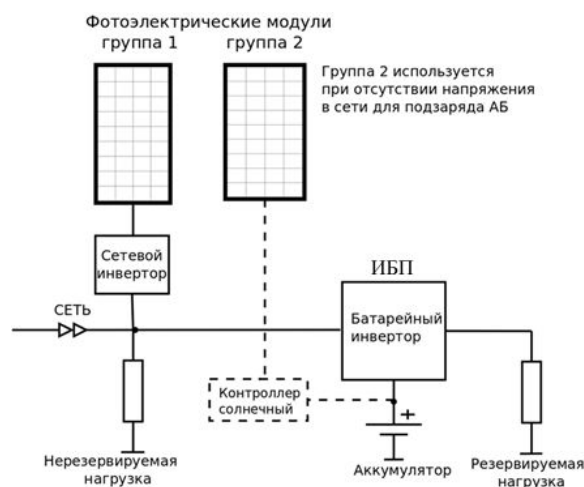 Фотоэлектрические модули
группа 1
группа 2
Группа 2 используется
при отсутствии напряжения
в сети для подзаряда АБ
Сетевой
инвертор
ИБП
СЕТЬ
Батарейный
инвертор
Контроллер
солнечный
+
Нерезервируемая
нагрузка
Аккумулятор
Резервируемая
нагрузка